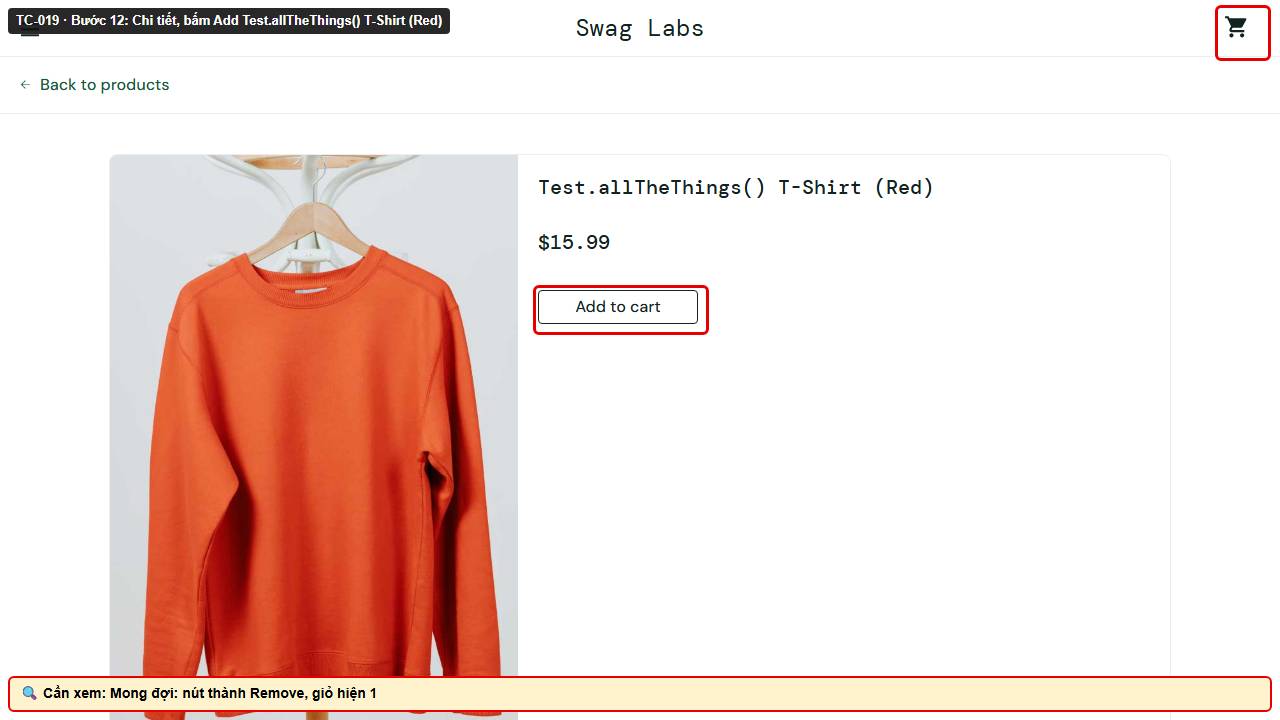 TC-019 · Bước 12: Chi tiết, bấm Add Test.allTheThings() T-Shirt (Red)
Swag Labs
Back to products
Test.allTheThings() T-Shirt (Red)
$15.99
Add to cart
Cần xem: Mong đợi: nút thành Remove, giỏ hiện 1